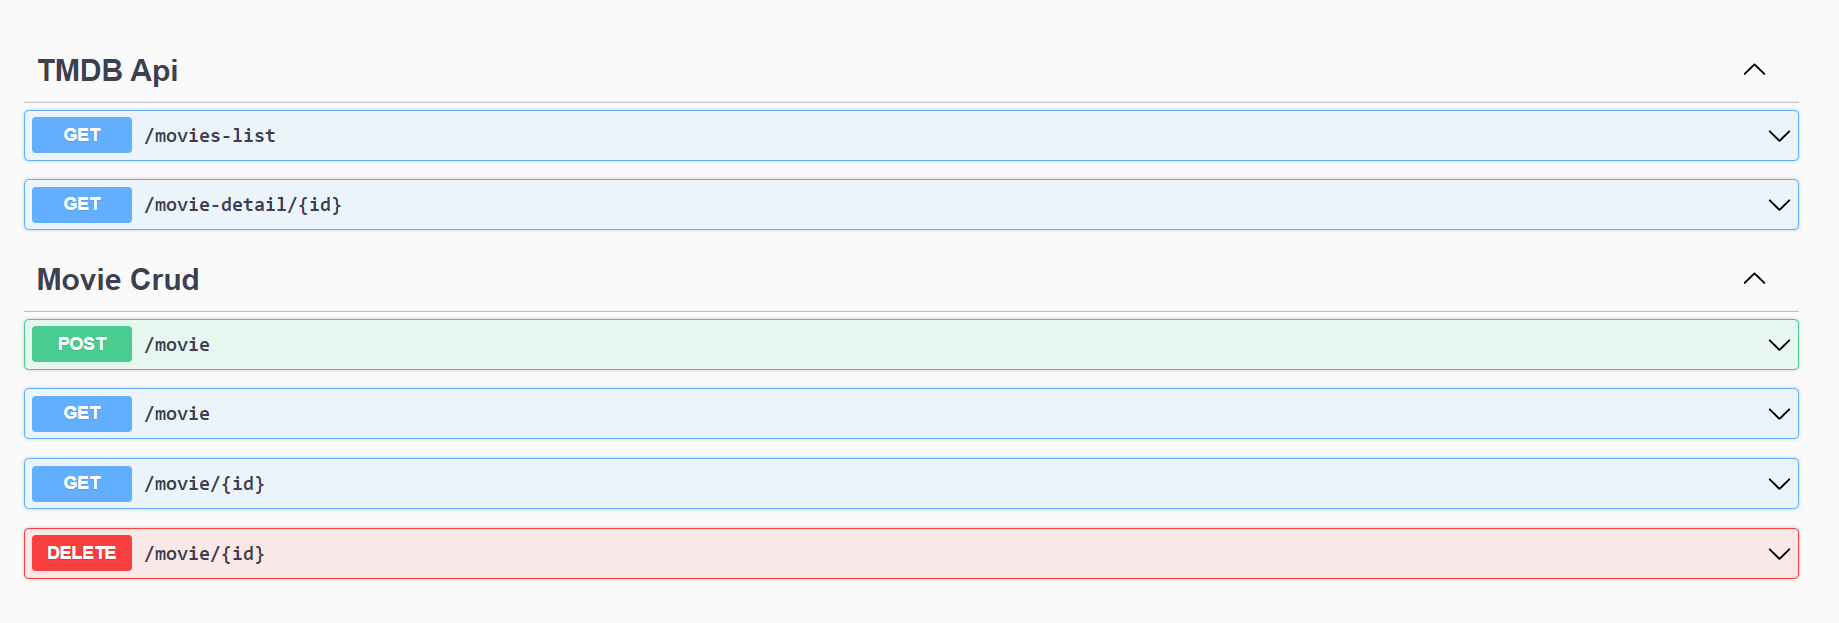 TMDB Api
GET /movies-list
GET /movie-detail/{id}
Movie Crud
POST /movie
GET /movie
GET /movie/{id}
DELETE /movie/{id}